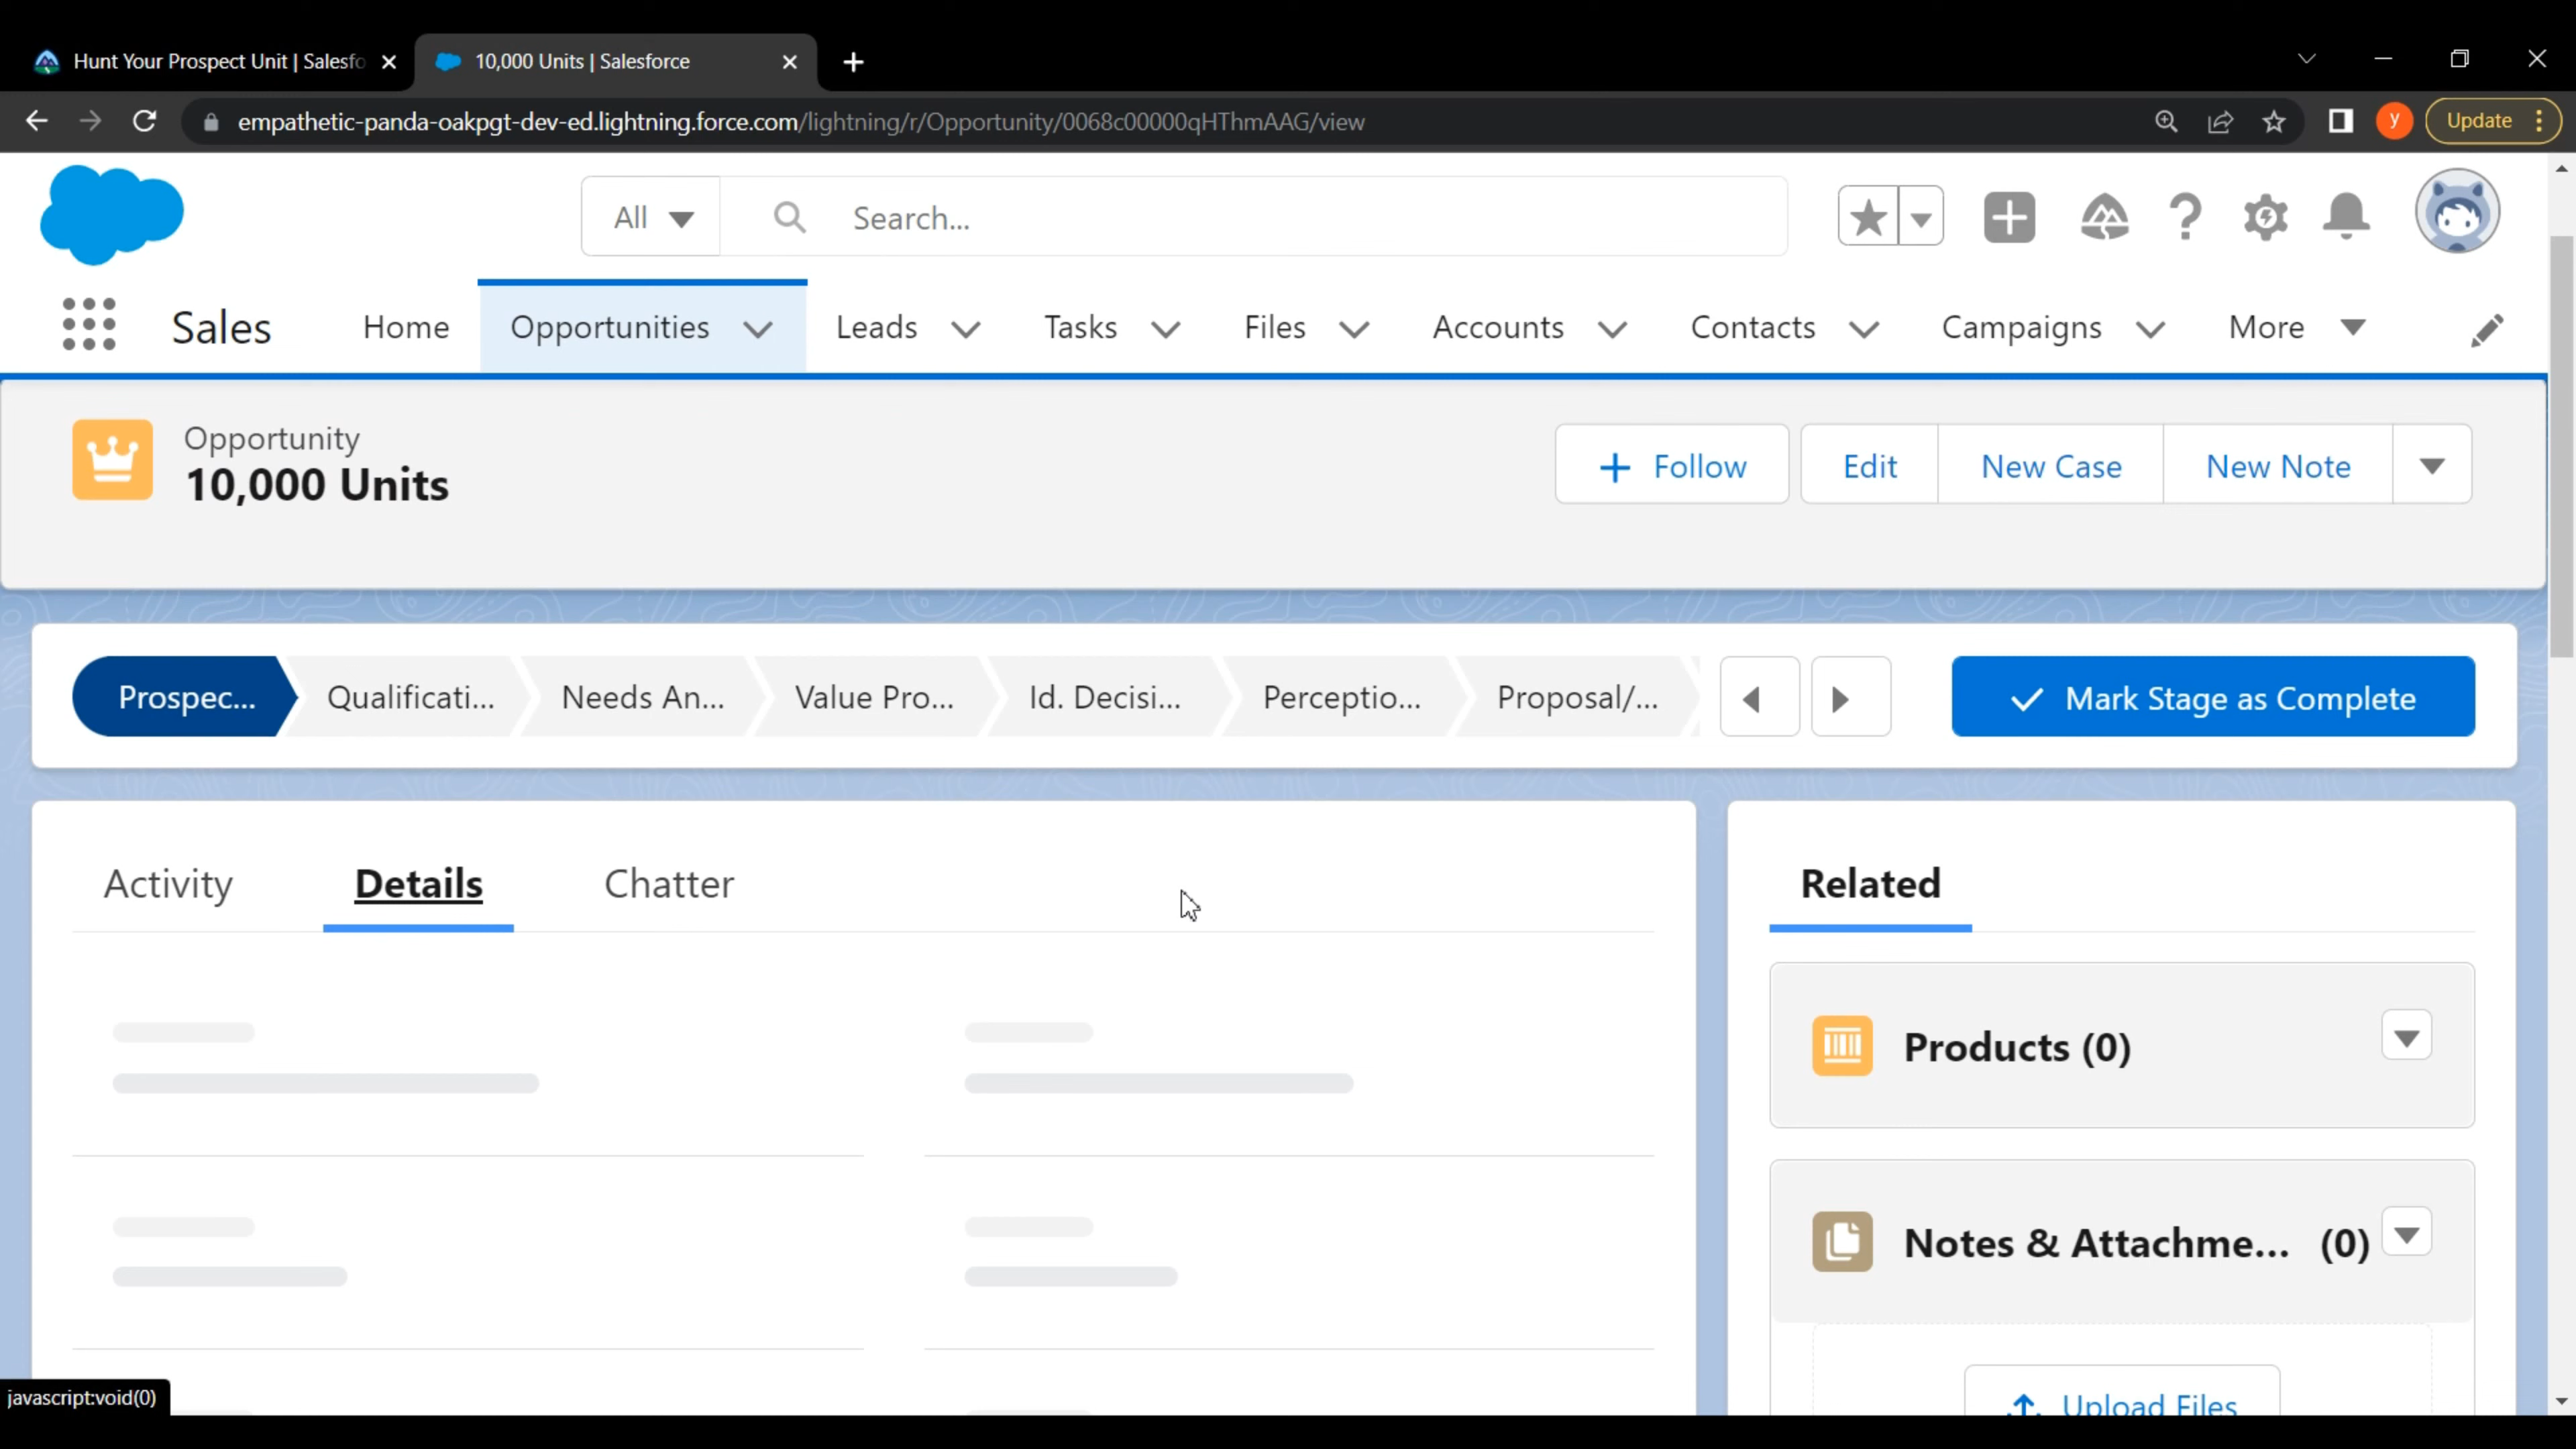 Hunt Your Prospect Unit | Salesfo
10,000 Units | Salesforce
empathetic-panda-oakpgt-dev-ed.lightning.force.com/lightning/r/Opportunity/0068c00000qHThmAAG/view
y
Update
All
Search...
Sales
Home
Opportunities
Leads
Tasks
Files
Accounts
Contacts
Campaigns
More
Opportunity
10,000 Units
Follow
Edit
New Case
New Note
Prospec...
Qualificati...
Needs An...
Value Pro...
Id. Decisi...
Perceptio...
Proposal/...
Mark Stage as Complete
Activity
Details
Chatter
Related
Products (0)
Notes & Attachme... (0)
Upload Files
javascript:void(0)